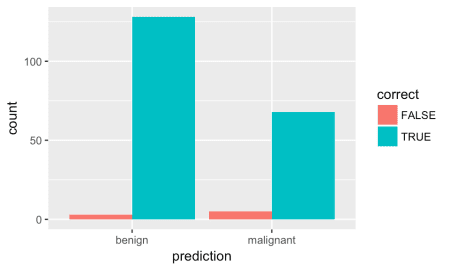 count
100
50
0
benign
malignant
prediction
correct
FALSE
TRUE